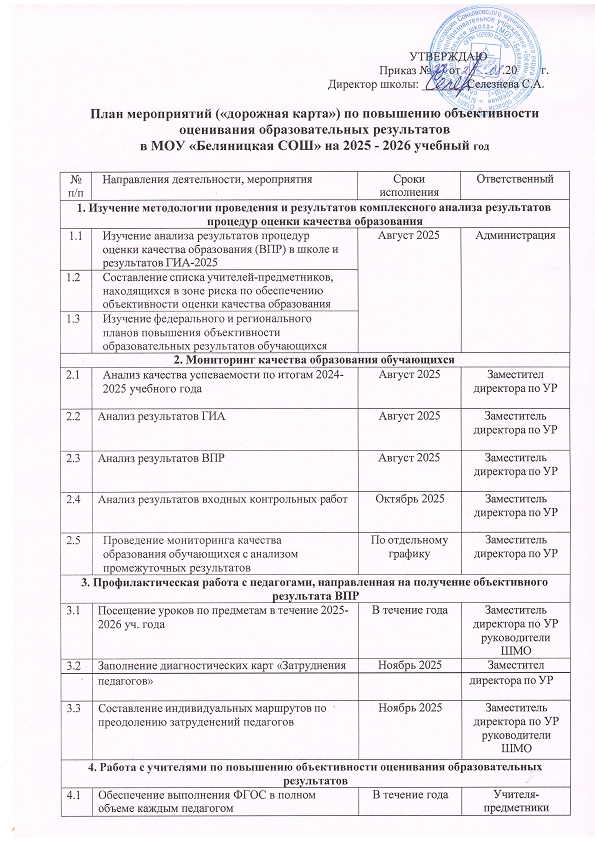 УТВЕРЖДАЮ
Приказ № от .08.20 г.
Директор школы: Селезнева С.А.
План мероприятий («дорожная карта») по повышению объективности
оценивания образовательных результатов
в МОУ «Беляницкая СОШ» на 2025 - 2026 учебный год
№ Направления деятельности, мероприятия Сроки Ответственный
п/п исполнения
1. Изучение методологии проведения и результатов комплексного анализа результатов
процедур оценки качества образования
1.1 Изучение анализа результатов процедур Август 2025 Администрация
оценки качества образования (ВПР) в школе и
результатов ГИА-2025
1.2 Составление списка учителей-предметников,
находящихся в зоне риска по обеспечению
объективности оценки качества образования
1.3 Изучение федерального и регионального
планов повышения объективности
образовательных результатов обучающихся
2. Мониторинг качества образования обучающихся
2.1 Анализ качества успеваемости по итогам 2024- Август 2025 Заместител
2025 учебного года директора по УР
2.2 Анализ результатов ГИА Август 2025 Заместитель
директора по УР
2.3 Анализ результатов ВПР Август 2025 Заместитель
директора по УР
2.4 Анализ результатов входных контрольных работ Октябрь 2025 Заместитель
директора по УР
2.5 Проведение мониторинга качества По отдельному Заместитель
образования обучающихся с анализом графику директора по УР
промежуточных результатов
3. Профилактическая работа с педагогами, направленная на получение объективного
результата ВПР
3.1 Посещение уроков по предметам в течение 2025- В течение года Заместитель
2026 уч. года директора по УР
руководители
ШМО
3.2 Заполнение диагностических карт «Затруднения Ноябрь 2025 Заместител
педагогов» директора по УР
3.3 Составление индивидуальных маршрутов по Ноябрь 2025 Заместитель
преодолению затруденений педагогов директора по УР
руководители
ШМО
4. Работа с учителями по повышению объективности оценивания образовательных
результатов
4.1 Обеспечение выполнения ФГОС в полном В течение года Учителя-
объеме каждым педагогом предметники